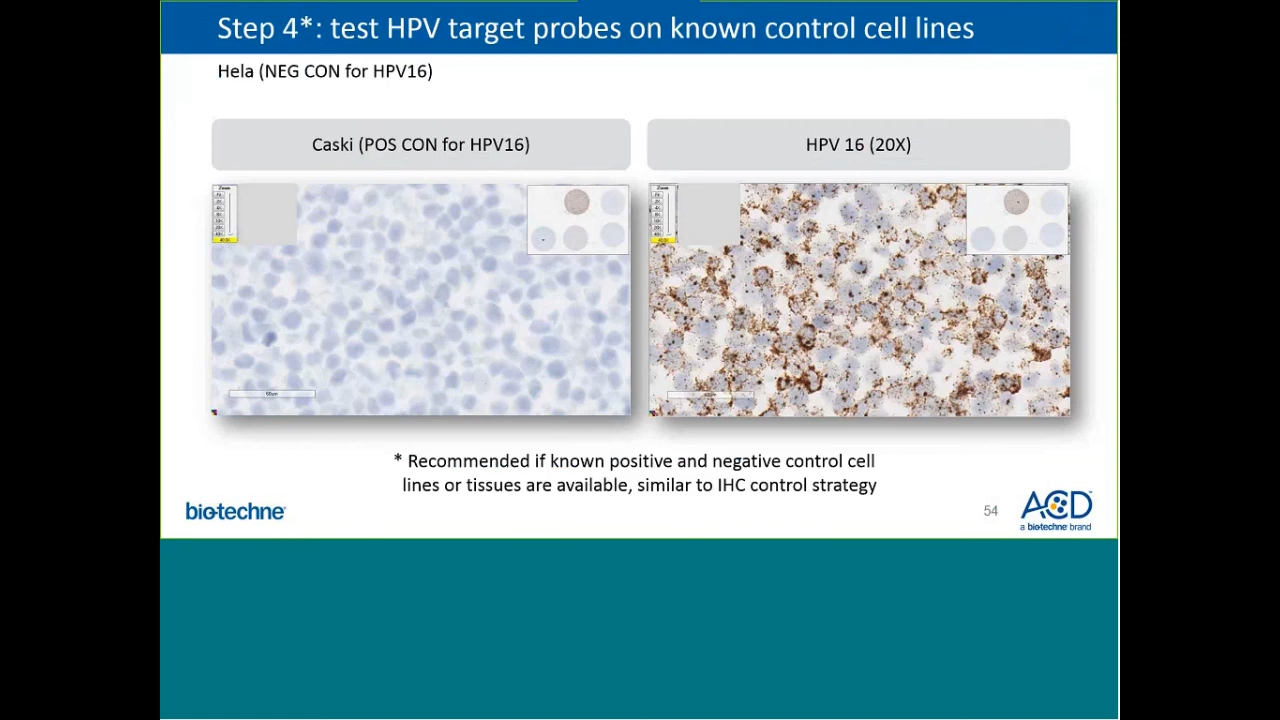 Step 4*: test HPV target probes on known control cell lines
Hela (NEG CON for HPV16)
Caski (POS CON for HPV16)
HPV 16 (20X)
Zoom
Zoom
* Recommended if known positive and negative control cell
lines or tissues are available, similar to IHC control strategy
bio-techne
54
ACD
a biotechne brand